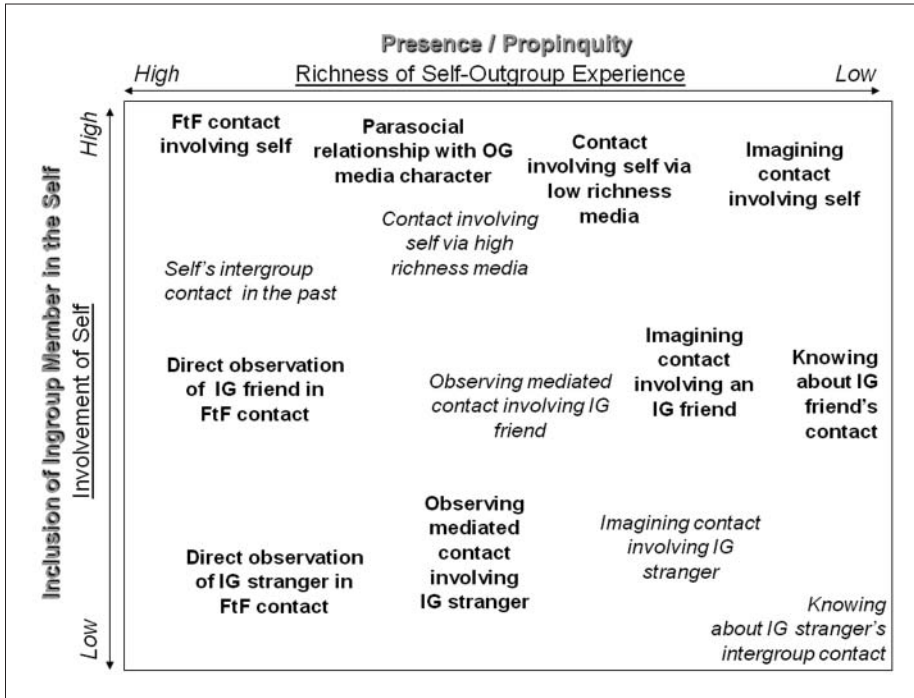 Presence / Propinquity
High
Richness of Self-Outgroup Experience
Low
Inclusion of Ingroup Member in the Self
Involvement of Self
High
Low
FtF contact
involving self
Parasocial
relationship with OG
media character
Contact
involving self via
low richness
media
Imagining
contact
involving self
Contact involving
self via high
richness media
Self's intergroup
contact in the past
Direct observation
of IG friend in
FtF contact
Observing mediated
contact involving IG
friend
Imagining
contact
involving an
IG friend
Knowing
about IG
friend's
contact
Direct observation
of IG stranger in
FtF contact
Observing
mediated
contact
involving
IG stranger
Imagining contact
involving IG
stranger
Knowing
about IG stranger's
intergroup contact